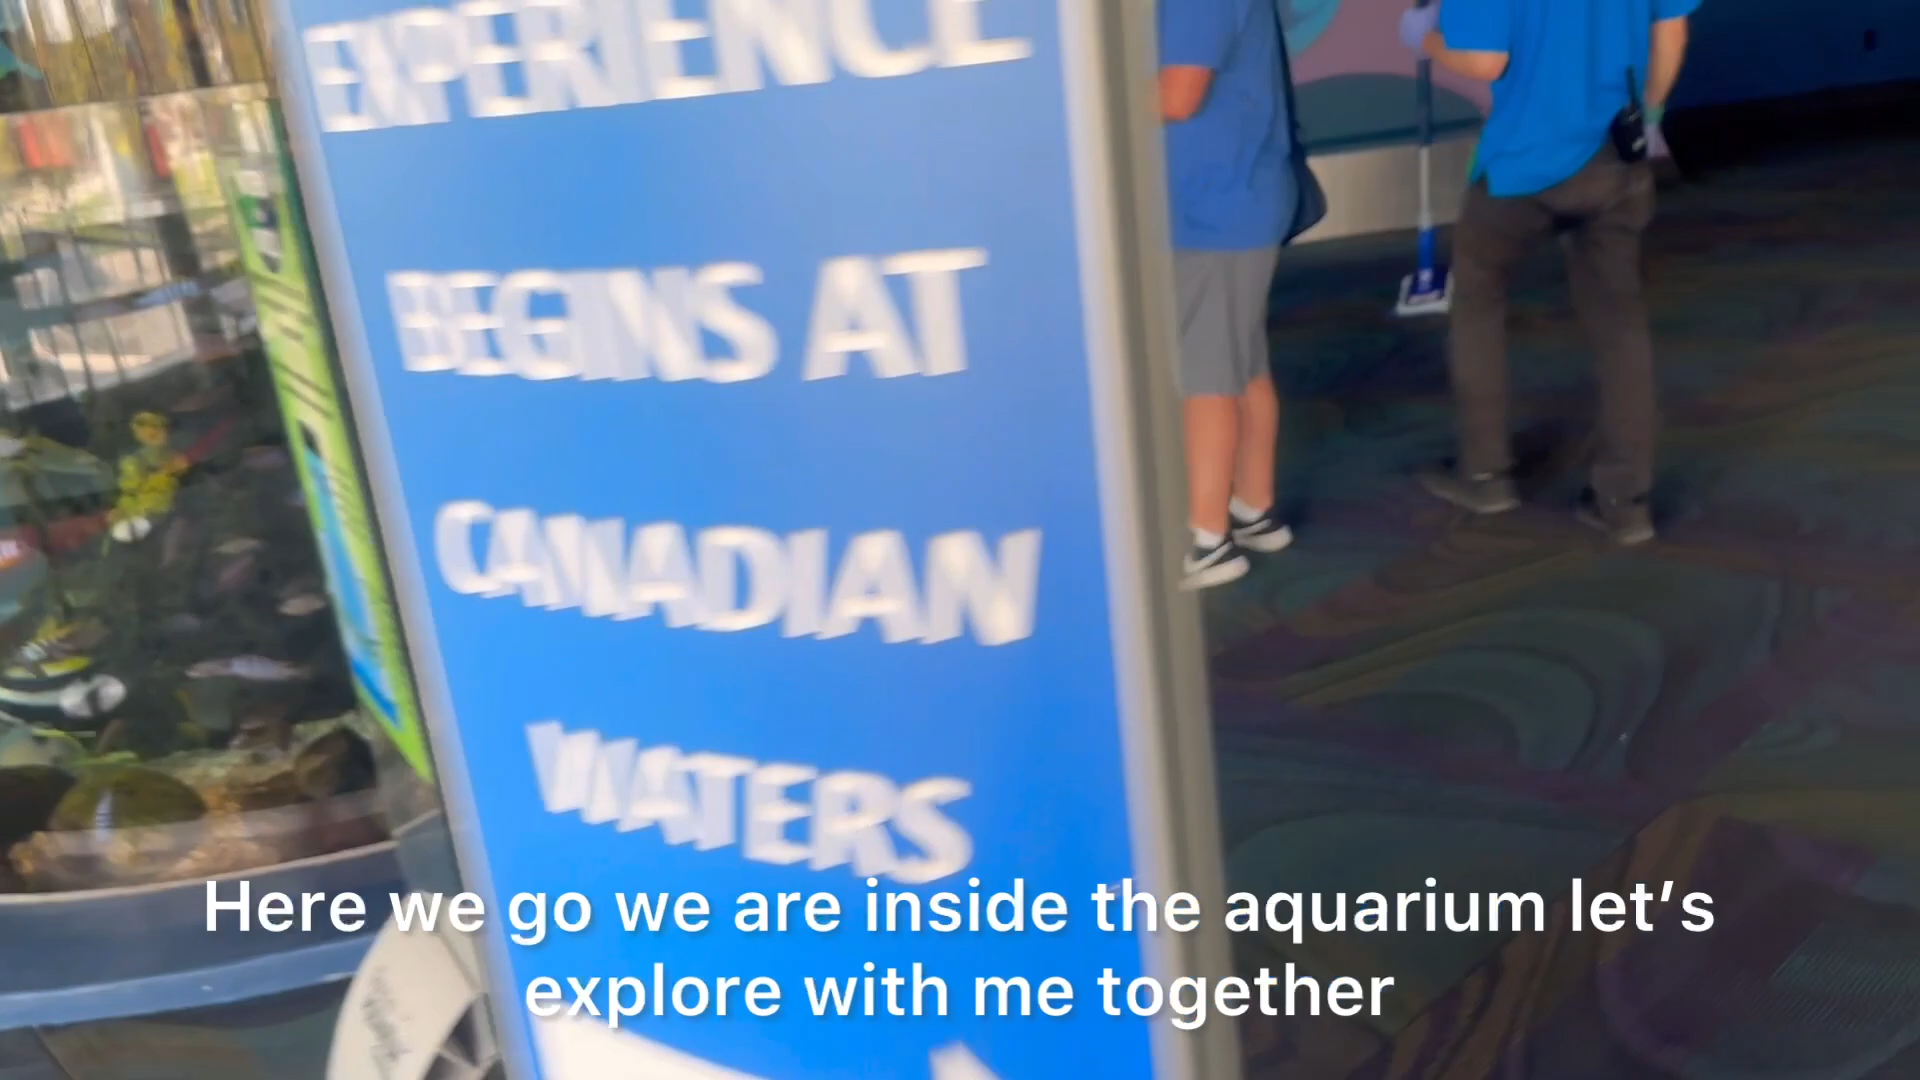 EXPERIENCE
BEGINS AT
CANADIAN
WATERS
Here we go we are inside the aquarium let’s
explore with me together